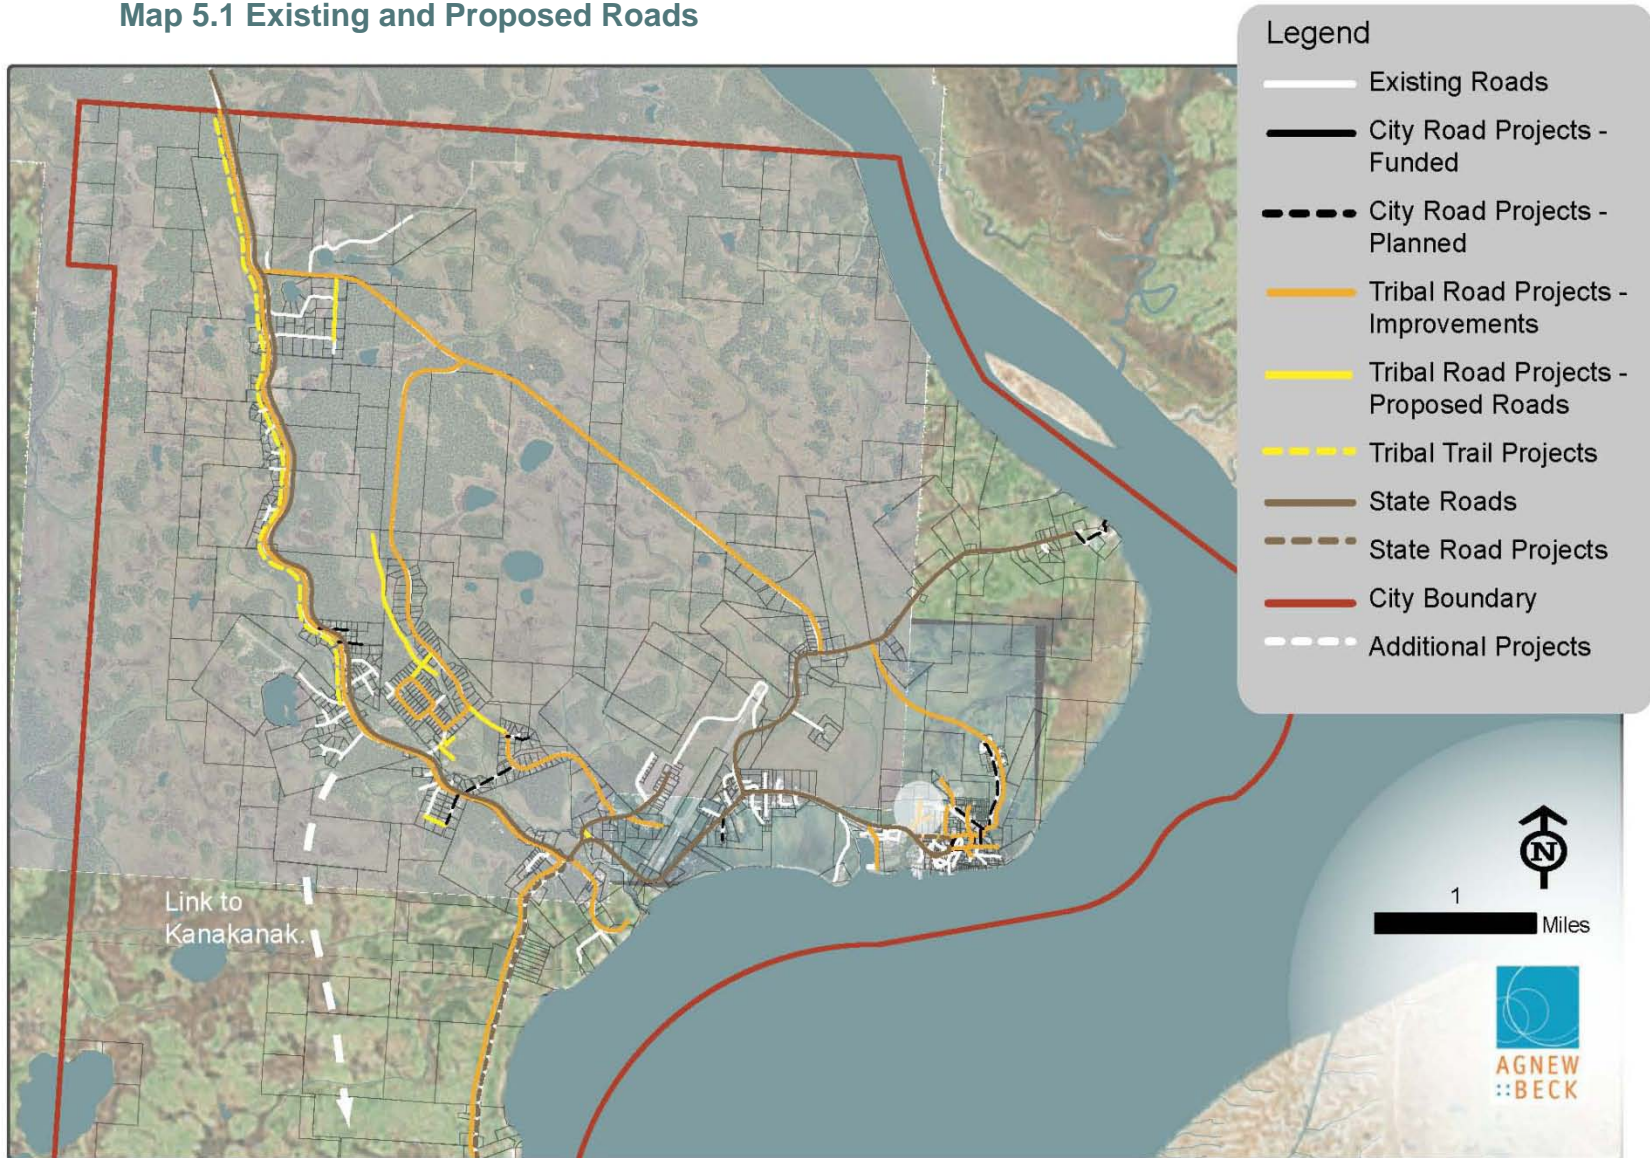 Map 5.1 Existing and Proposed Roads
Legend
Existing Roads
City Road Projects -
Funded
City Road Projects -
Planned
Tribal Road Projects -
Improvements
Tribal Road Projects -
Proposed Roads
Tribal Trail Projects
State Roads
State Road Projects
City Boundary
Additional Projects
Link to
Kanakanak.
N
1
Miles
AGNEW
::BECK